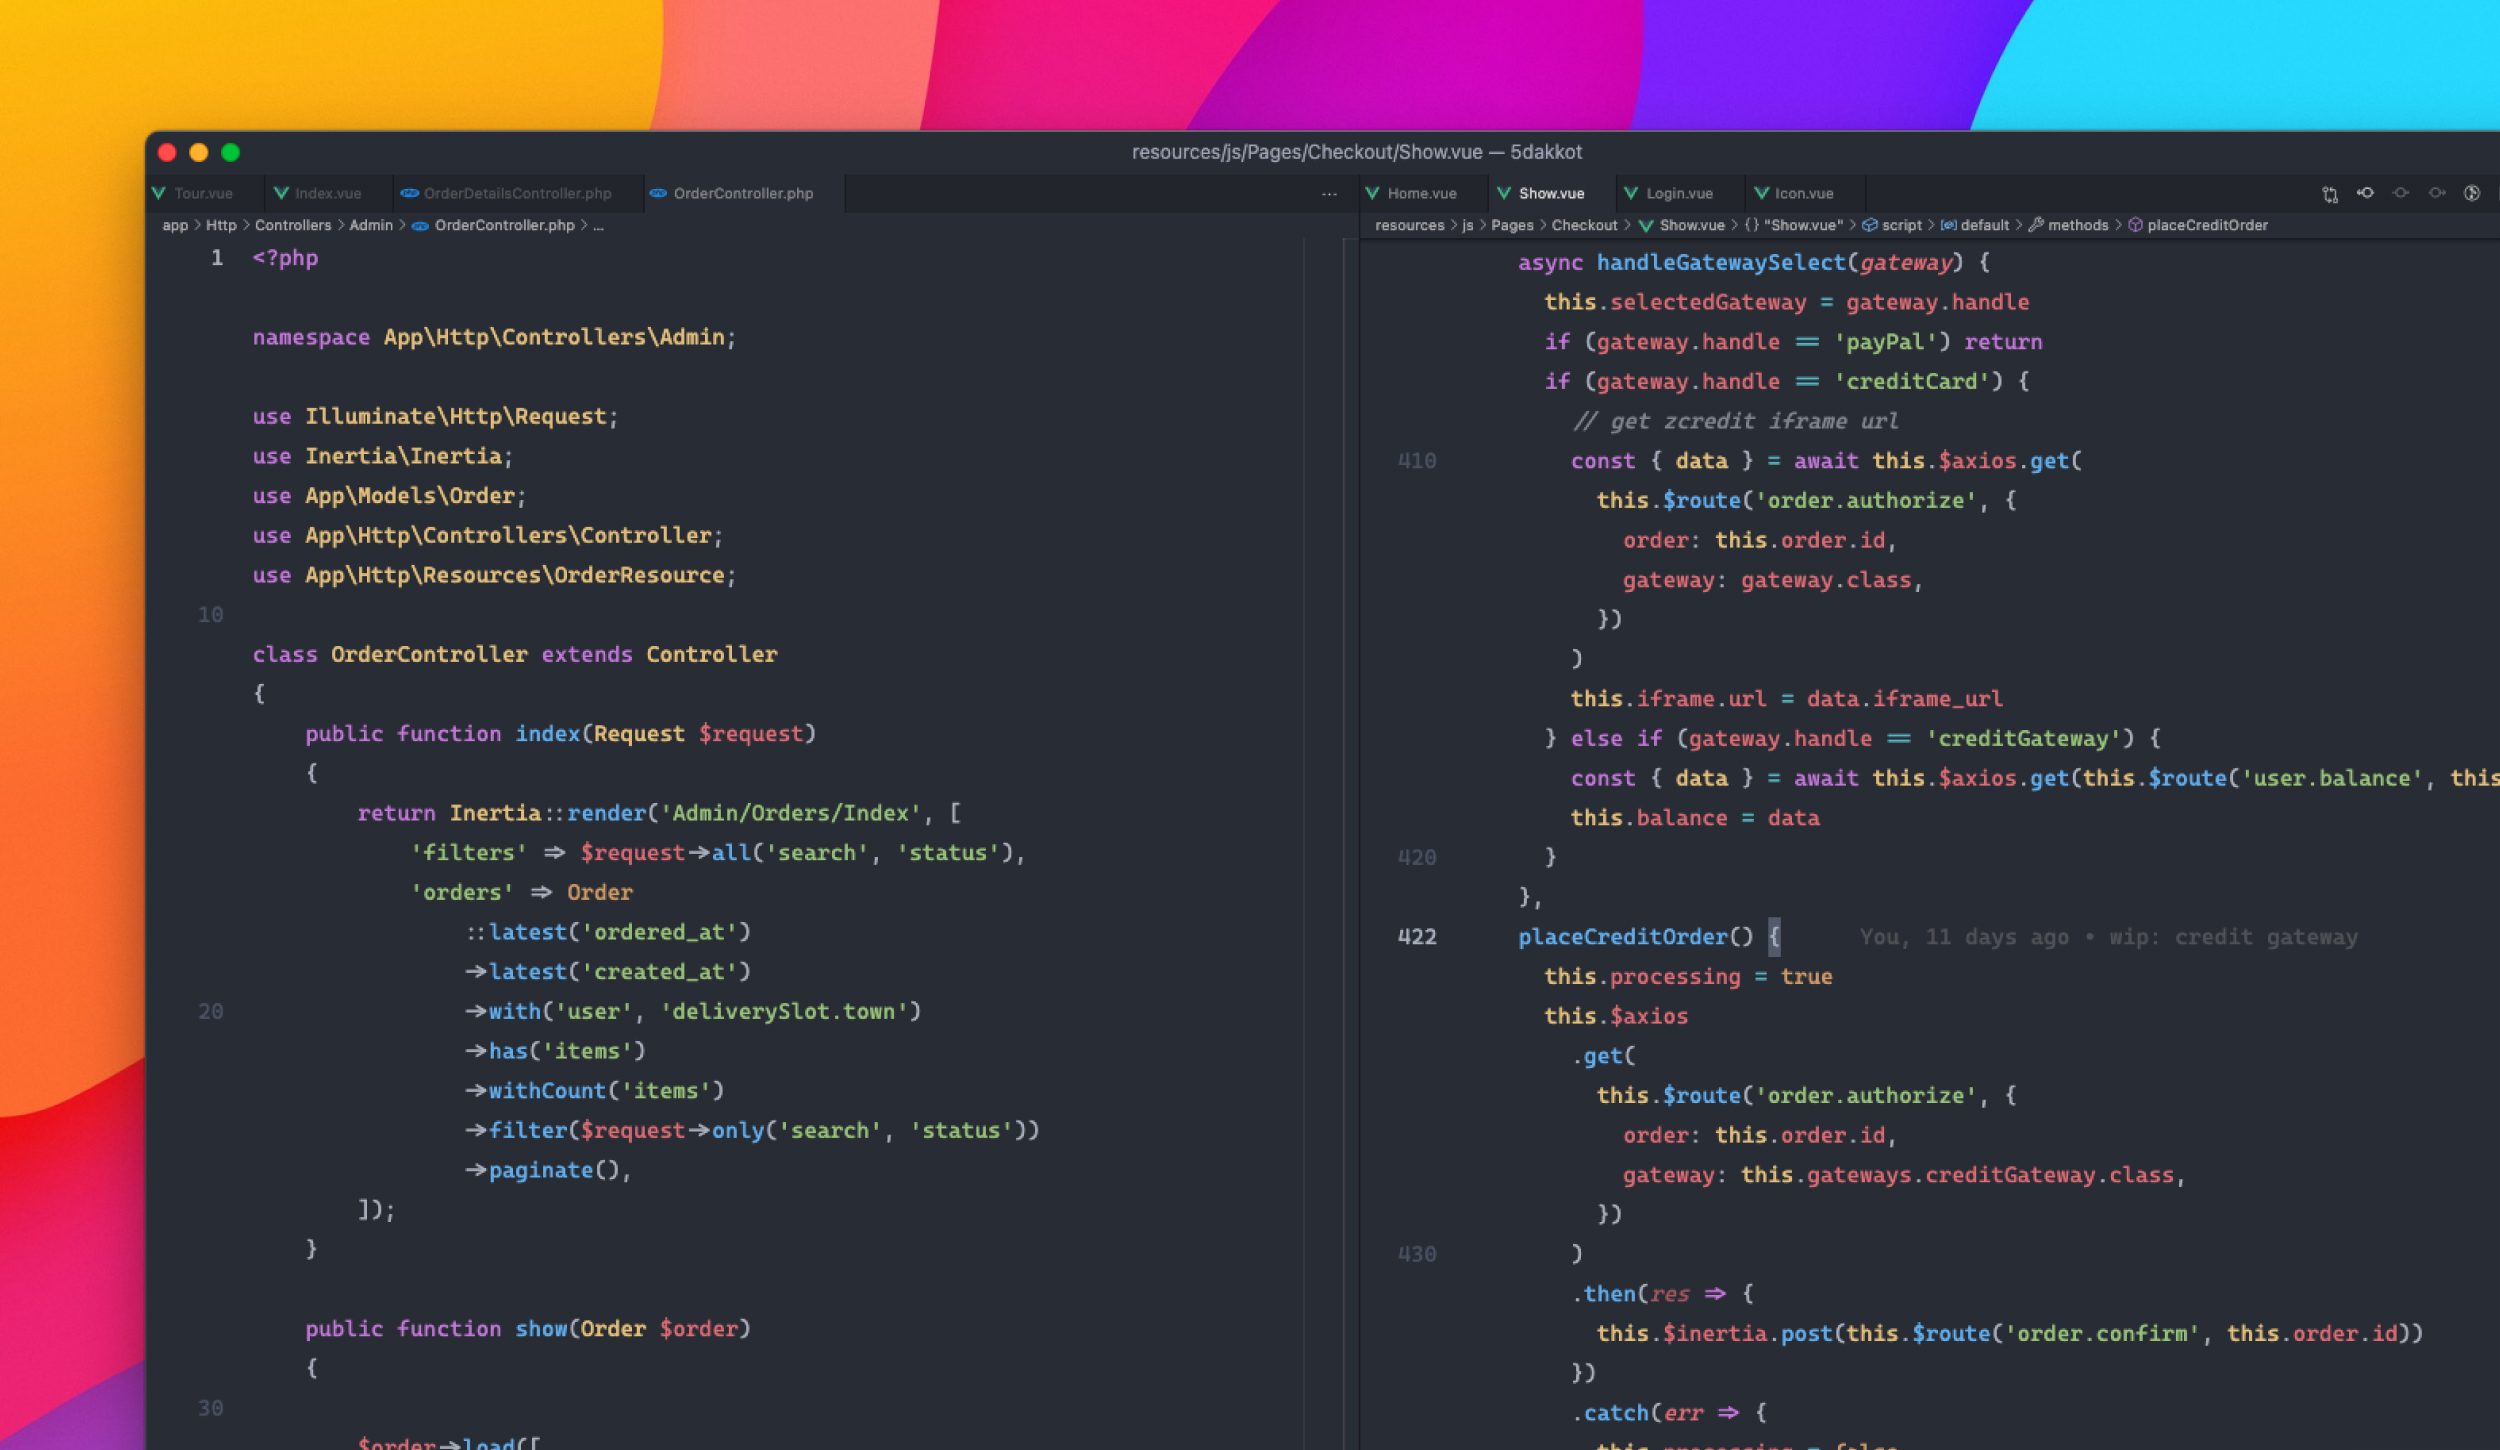 resources/js/Pages/Checkout/Show.vue — 5dakkot
Tour.vue Index.vue OrderDetailsController.php OrderController.php ...
app > Http > Controllers > Admin > OrderController.php > ...
1 <?php
namespace App\Http\Controllers\Admin;
use Illuminate\Http\Request;
use Inertia\Inertia;
use App\Models\Order;
use App\Http\Controllers\Controller;
use App\Http\Resources\OrderResource;
10
class OrderController extends Controller
{
public function index(Request $request)
{
return Inertia::render('Admin/Orders/Index', [
'filters' => $request->all('search', 'status'),
'orders' => Order
::latest('ordered_at')
->latest('created_at')
20 ->with('user', 'deliverySlot.town')
->has('items')
->withCount('items')
->filter($request->only('search', 'status'))
->paginate(),
]);
}
public function show(Order $order)
{
30
$order->load([
Home.vue Show.vue Login.vue Icon.vue
resources > js > Pages > Checkout > Show.vue > {} "Show.vue" > script > default > methods > placeCreditOrder
async handleGatewaySelect(gateway) {
this.selectedGateway = gateway.handle
if (gateway.handle == 'payPal') return
if (gateway.handle == 'creditCard') {
// get zcredit iframe url
410 const { data } = await this.$axios.get(
this.$route('order.authorize', {
order: this.order.id,
gateway: gateway.class,
})
)
this.iframe.url = data.iframe_url
} else if (gateway.handle == 'creditGateway') {
const { data } = await this.$axios.get(this.$route('user.balance', this
this.balance = data
420 }
},
422 placeCreditOrder() { You, 11 days ago • wip: credit gateway
this.processing = true
this.$axios
.get(
this.$route('order.authorize', {
order: this.order.id,
gateway: this.gateways.creditGateway.class,
})
430 )
.then(res => {
this.$inertia.post(this.$route('order.confirm', this.order.id))
})
.catch(err => {
this.processing = false